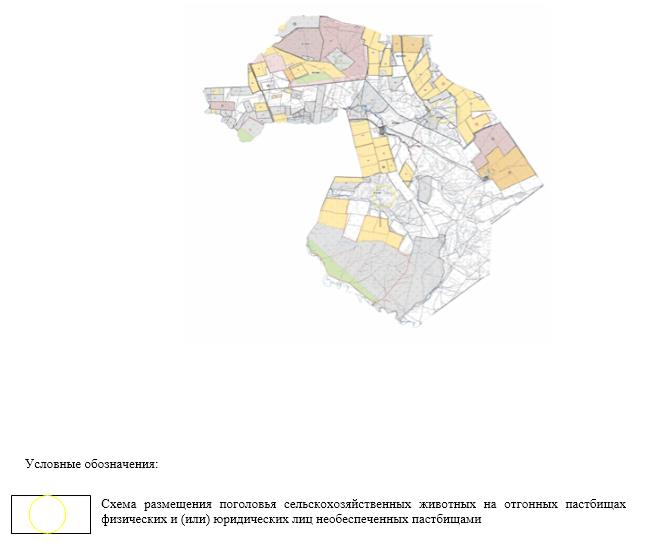 Условные обозначения:
Схема размещения поголовья сельскохозяйственных животных на отгонных пастбищах
физических и (или) юридических лиц необеспеченных пастбищами